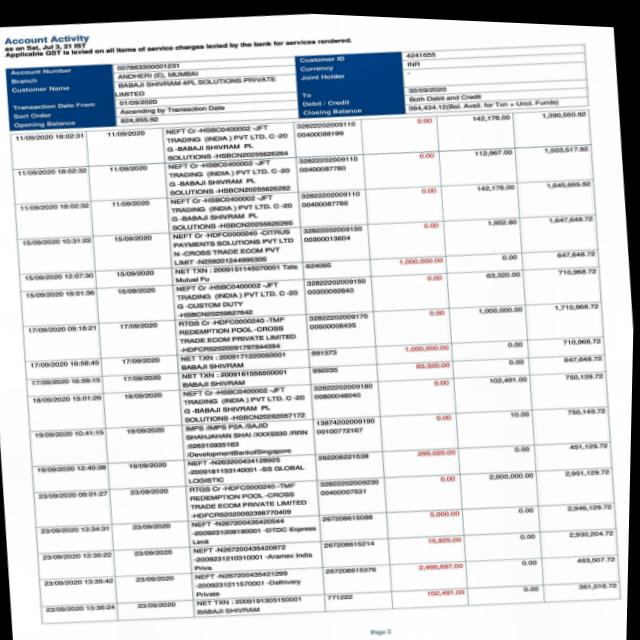 Account Activity
as on Sat, Jul 3, 21 IST
Applicable GST is levied on all items of service charges levied by the bank for services rendered.
Account Number 007863300001231 Customer ID 4241655
Branch ANDHERI (E), MUMBAI Currency INR
Customer Name BABAJI SHIVRAM 4PL SOLUTIONS PRIVATE LIMITED Joint Holder -
Transaction Date From 01/09/2020 To 30/09/2020
Sort Order Ascending by Transaction Date Debit / Credit Both Debit and Credit
Opening Balance 824,855.92 Closing Balance 364,434.12(Bal. Avail. for Txn + Uncl. Funds)
11/09/2020 18:02:31 11/09/2020 NEFT Cr -HSBC0400002 -JFT 328222202009110 0.00 142,178.00 1,390,550.92
TRADING (INDIA ) PVT LTD. C -20 00400088199
G -BABAJI SHIVRAM PL
SOLUTIONS -HSBCN20255626264
11/09/2020 18:02:32 11/09/2020 NEFT Cr -HSBC0400002 -JFT 328222202009110 0.00 112,967.00 1,503,517.92
TRADING (INDIA ) PVT LTD. C -20 00400087780
G -BABAJI SHIVRAM PL
SOLUTIONS -HSBCN20255626262
11/09/2020 18:02:32 11/09/2020 NEFT Cr -HSBC0400002 -JFT 328222202009110 0.00 142,178.00 1,645,695.92
TRADING (INDIA ) PVT LTD. C -20 00400087786
G -BABAJI SHIVRAM PL
SOLUTIONS -HSBCN20255626265
15/09/2020 10:31:22 15/09/2020 NEFT Cr -HDFC0000240 -CITRUS 328222202009150 0.00 1,952.80 1,647,648.72
PAYMENTS SOLUTIONS PVT LTD 00300013604
N -CROSS TRADE ECOM PVT
LIMIT -N259201244995305
15/09/2020 12:07:30 15/09/2020 NET TXN : 2009151145070001 Tata 624065 1,000,000.00 0.00 647,648.72
Mutual Fu
15/09/2020 18:01:36 15/09/2020 NEFT Cr -HSBC0400002 -JFT 328222202009150 0.00 63,320.00 710,968.72
TRADING (INDIA ) PVT LTD. C -20 00300092840
G -CUSTOM DUTY
-HSBCN20259627642
17/09/2020 09:18:21 17/09/2020 RTGS Cr -HDFC0000240 -TMF 328222202009170 0.00 1,000,000.00 1,710,968.72
REDEMPTION POOL -CROSS 00500008435
TRADE ECOM PRIVATE LIMITED
-HDFCR52020091797844394
17/09/2020 16:58:45 17/09/2020 NET TXN : 2009171220050001 991373 1,000,000.00 0.00 710,968.72
BABAJI SHIVRAM
17/09/2020 16:59:15 17/09/2020 NET TXN : 2009161556500001 992235 63,320.00 0.00 647,648.72
BABAJI SHIVRAM
18/09/2020 15:01:26 18/09/2020 NEFT Cr -HSBC0400002 -JFT 328222202009180 0.00 102,491.00 750,139.72
TRADING (INDIA ) PVT LTD. C -20 00800048040
G -BABAJI SHIVRAM PL
SOLUTIONS -HSBCN20262057172
19/09/2020 10:41:15 19/09/2020 IMPS /IMPS P2A /SAJID 138742022009190 0.00 10.00 750,149.72
SHAHJAHAN SHAI /XXX9330 /RRN 00100772167
:026310935163
/DevelopmentBankofSingapore
19/09/2020 12:40:38 19/09/2020 NEFT -N263200434128925 262208221539 299,020.00 0.00 451,129.72
-2009181153140001 -SS GLOBAL
LOGISTIC
23/09/2020 09:01:27 23/09/2020 RTGS Cr -HDFC0000240 -TMF 328222202009230 0.00 2,500,000.00 2,951,129.72
REDEMPTION POOL -CROSS 00400007531
TRADE ECOM PRIVATE LIMITED
-HDFCR52020092398770409
23/09/2020 13:34:31 23/09/2020 NEFT -N267200435420544 267208615088 5,000.00 0.00 2,946,129.72
-2009231208180001 -DTDC Express
Limit
23/09/2020 13:35:22 23/09/2020 NEFT -N267200435420872 267208615214 15,925.00 0.00 2,930,204.72
-2009231210310001 -Aramex India
Priva
23/09/2020 13:35:42 23/09/2020 NEFT -N267200435421299 267208615376 2,466,697.00 0.00 463,507.72
-2009231211570001 -Delhivery
Private
23/09/2020 13:36:24 23/09/2020 NET TXN : 2009191305150001 771222 102,491.00 0.00 361,016.72
BABAJI SHIVRAM
Page 2